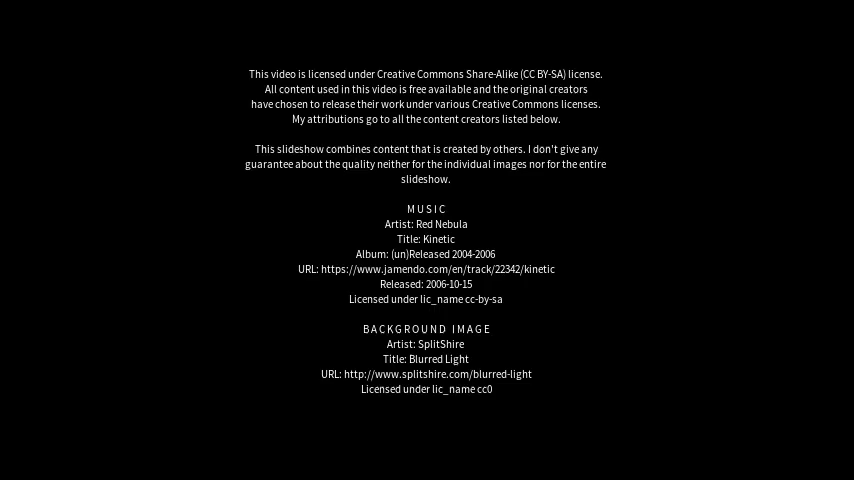 This video is licensed under Creative Commons Share-Alike (CC BY-SA) license.
All content used in this video is free available and the original creators
have chosen to release their work under various Creative Commons licenses.
My attributions go to all the content creators listed below.
This slideshow combines content that is created by others. I don't give any
guarantee about the quality neither for the individual images nor for the entire
slideshow.
MUSIC
Artist: Red Nebula
Title: Kinetic
Album: (un)Released 2004-2006
URL: https://www.jamendo.com/en/track/22342/kinetic
Released: 2006-10-15
Licensed under lic_name cc-by-sa
BACKGROUND IMAGE
Artist: SplitShire
Title: Blurred Light
URL: http://www.splitshire.com/blurred-light
Licensed under lic_name cc0